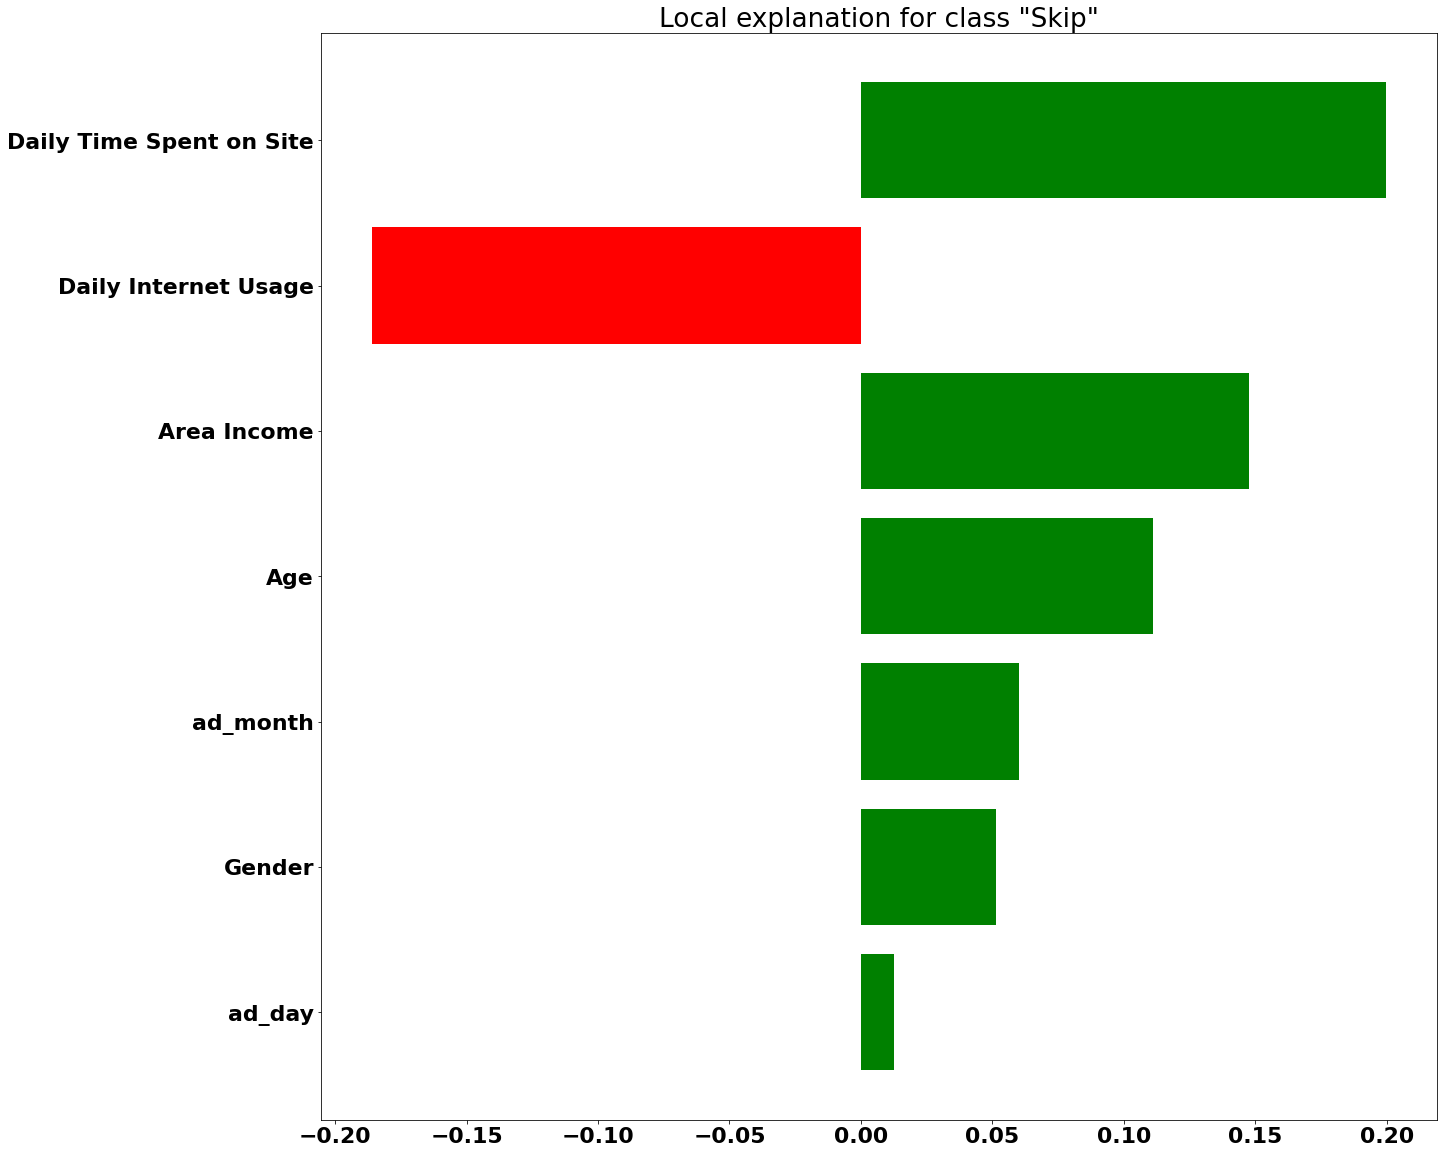 Local explanation for class "Skip"
Daily Time Spent on Site
Daily Internet Usage
Area Income
Age
ad_month
Gender
ad_day
−0.20 −0.15 −0.10 −0.05 0.00 0.05 0.10 0.15 0.20